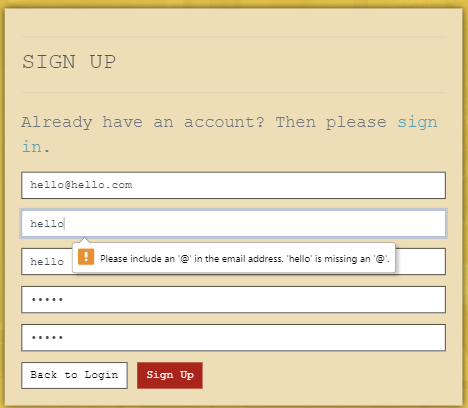 SIGN UP
Already have an account? Then please sign
in.
hello@hello.com
hello
Please include an '@' in the email address. 'hello' is missing an '@'.
hello
•••••
•••••
Back to Login
Sign Up